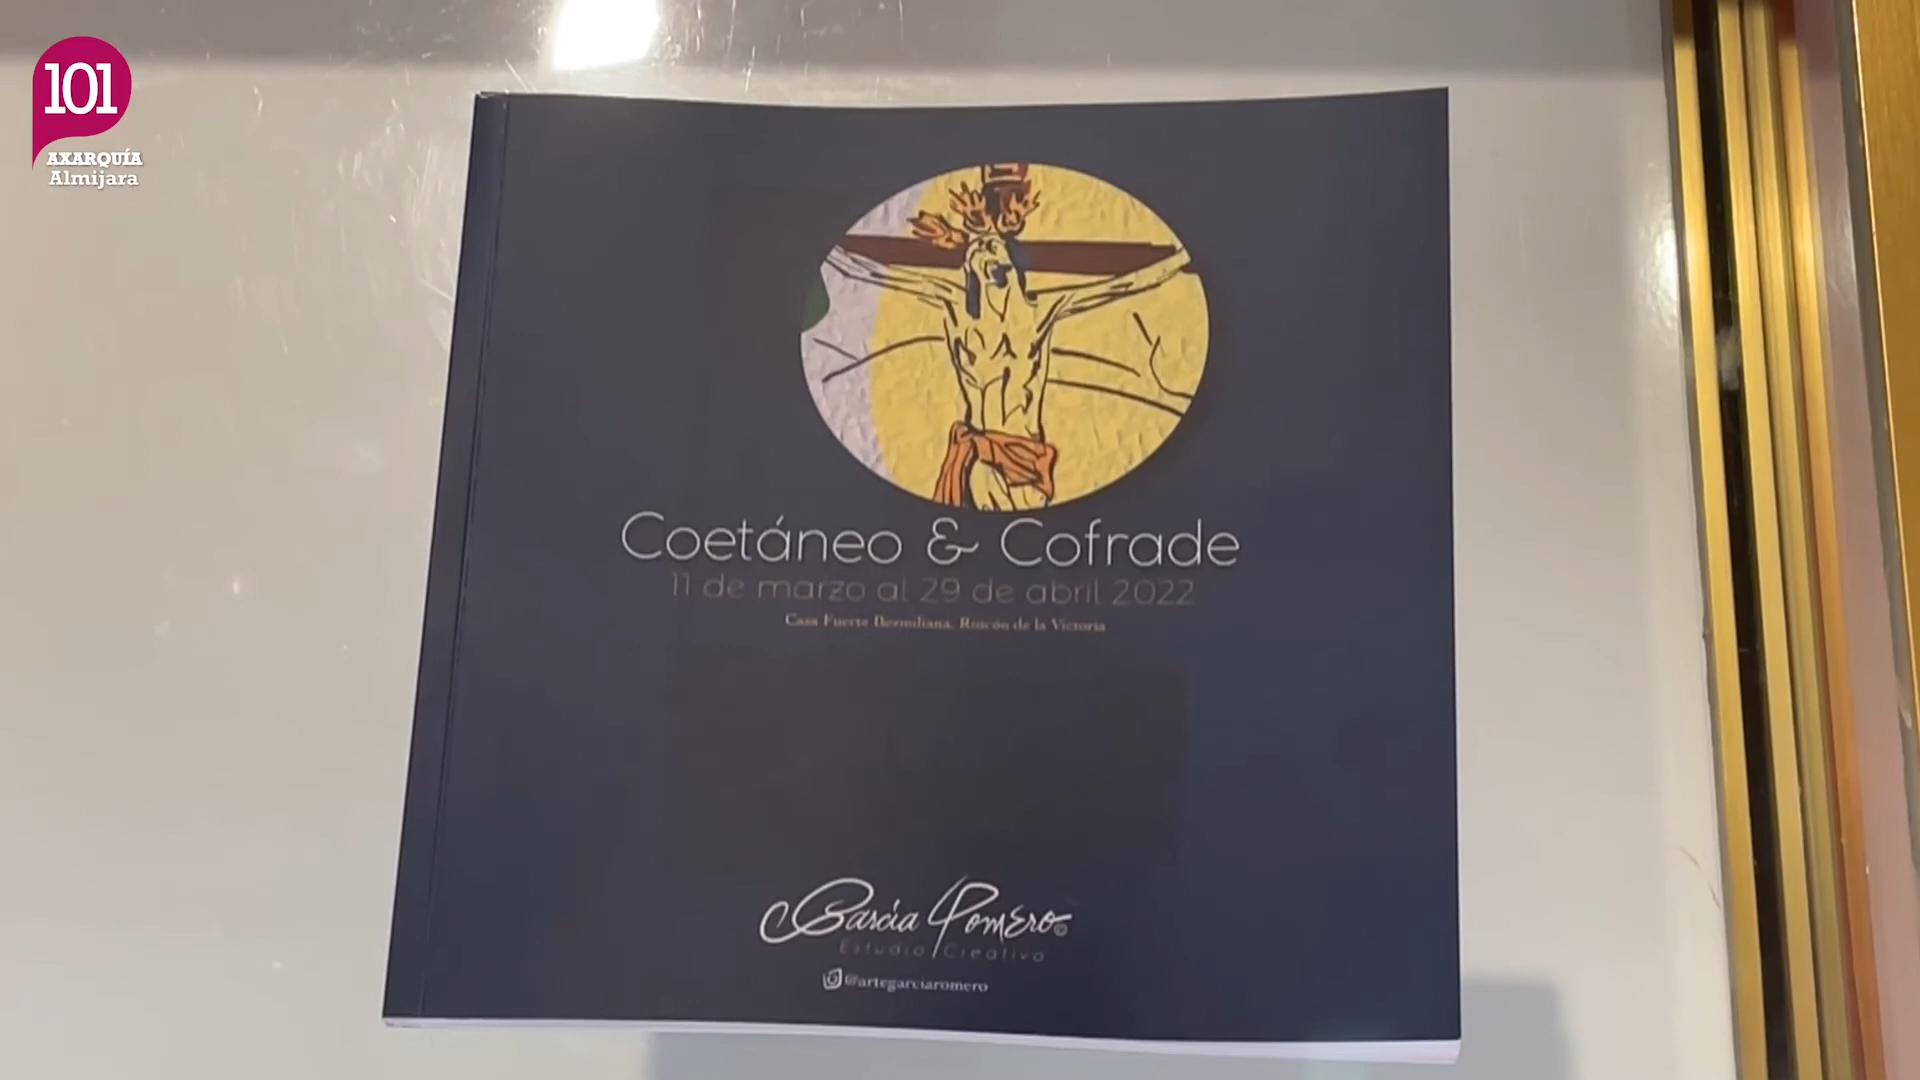 101
AXARQUÍA
Almijara
Coetáneo & Cofrade
11 de marzo al 29 de abril 2022
Casa Fuerte Bezmiliana. Rincón de la Victoria
García Romero
Estudio Creativo
@artegarciaromero